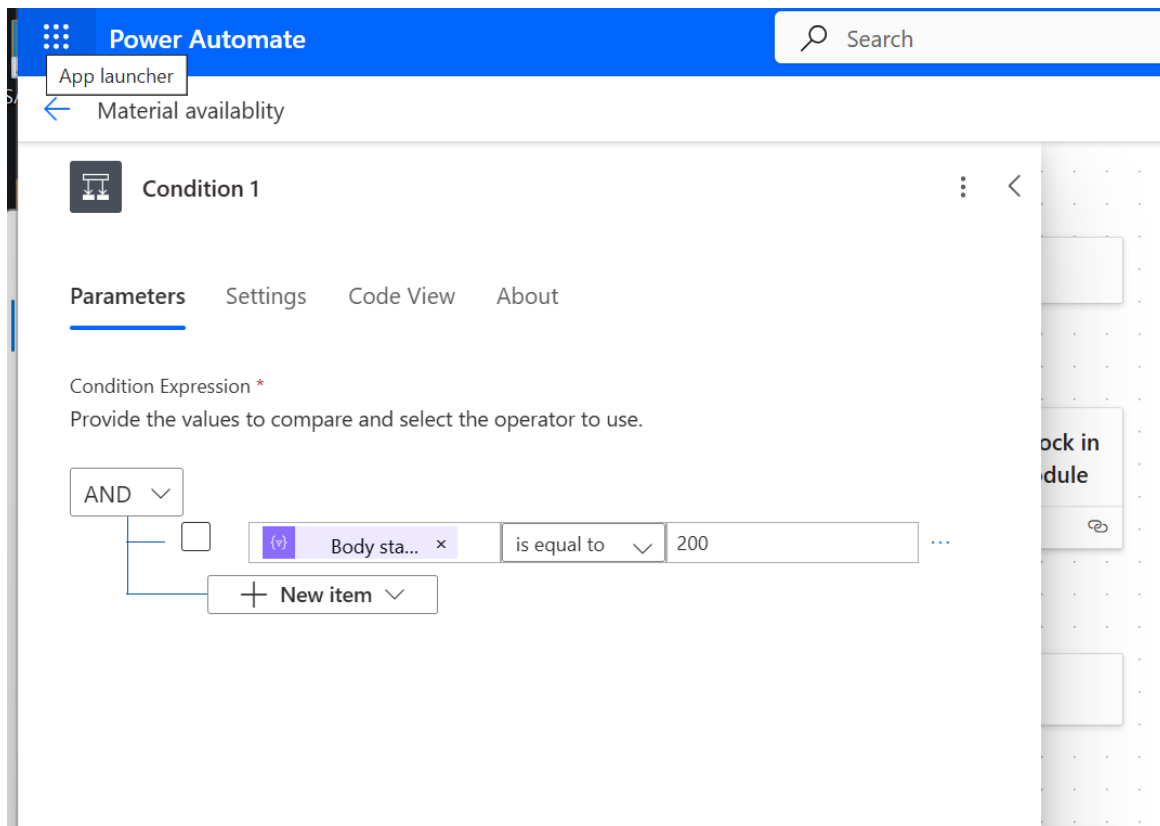 Power Automate
Search
App launcher
Material availablity
Condition 1
Parameters Settings Code View About
Condition Expression *
Provide the values to compare and select the operator to use.
ock in
dule
AND
{v} Body sta... × is equal to 200 ...
+ New item